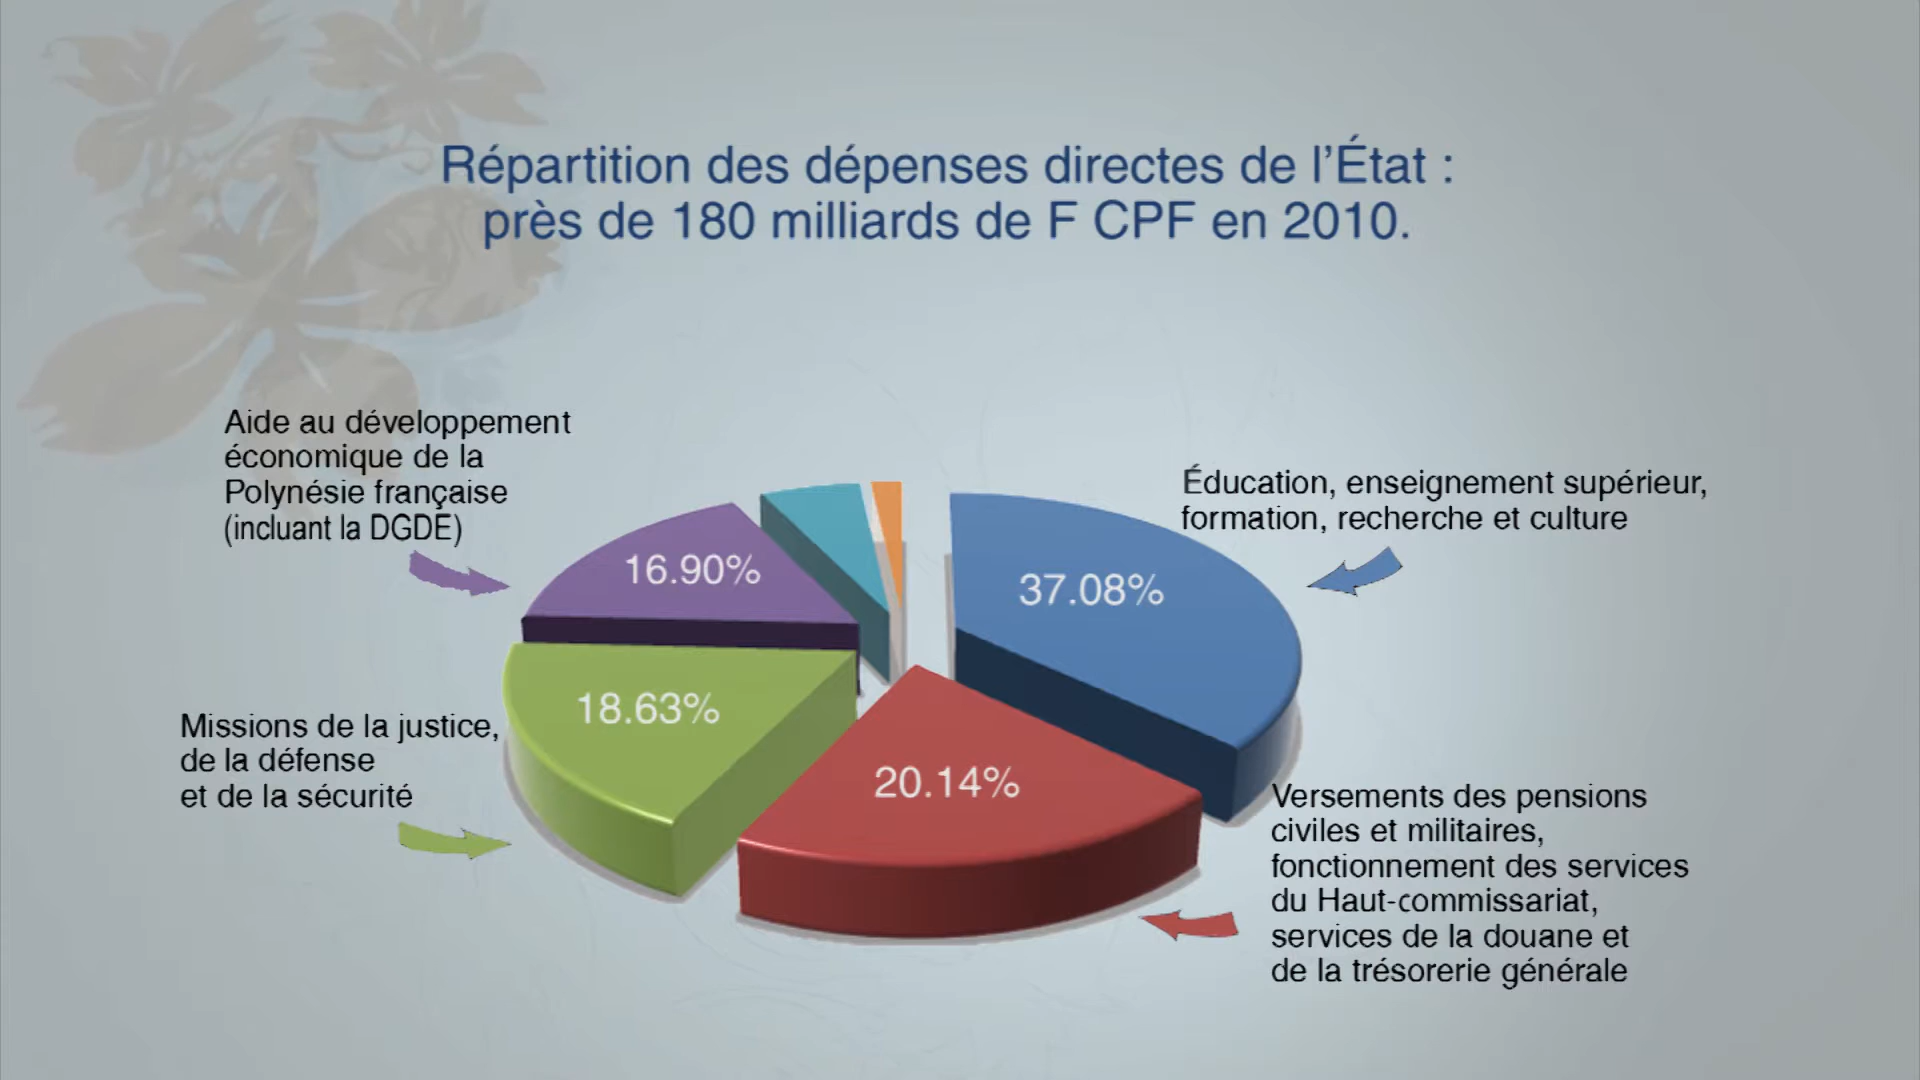 Répartition des dépenses directes de l’État :
près de 180 milliards de F CPF en 2010.
Aide au développement
économique de la
Polynésie française
(incluant la DGDE)
Éducation, enseignement supérieur,
formation, recherche et culture
16.90%
37.08%
18.63%
20.14%
Missions de la justice,
de la défense
et de la sécurité
Versements des pensions
civiles et militaires,
fonctionnement des services
du Haut-commissariat,
services de la douane et
de la trésorerie générale